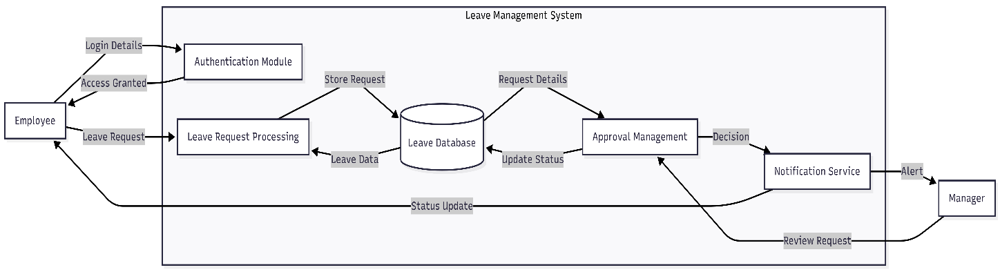 Leave Management System
Login Details
Authentication Module
Access Granted
Store Request
Request Details
Employee
Leave Request
Leave Request Processing
Leave Database
Approval Management
Decision
Leave Data
Update Status
Notification Service
Alert
Manager
Status Update
Review Request